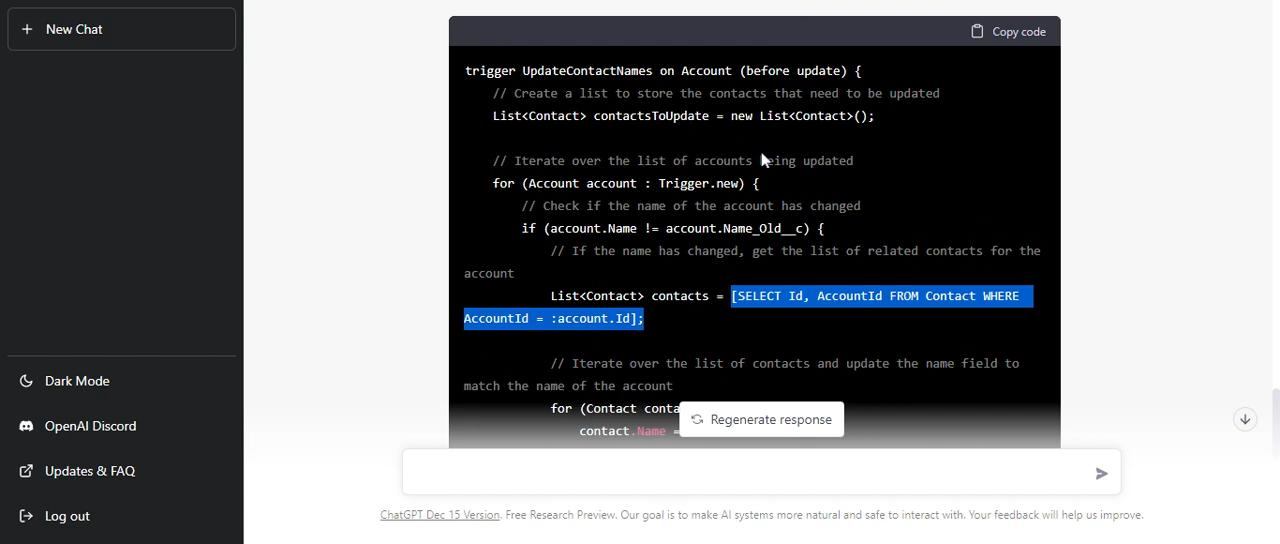 New Chat
Copy code
trigger UpdateContactNames on Account (before update) {
// Create a list to store the contacts that need to be updated
List<Contact> contactsToUpdate = new List<Contact>();
// Iterate over the list of accounts being updated
for (Account account : Trigger.new) {
// Check if the name of the account has changed
if (account.Name != account.Name_Old__c) {
// If the name has changed, get the list of related contacts for the
account
List<Contact> contacts = [SELECT Id, AccountId FROM Contact WHERE
AccountId = :account.Id];
// Iterate over the list of contacts and update the name field to
match the name of the account
for (Contact conta
contact.Name =
Regenerate response
Dark Mode
OpenAI Discord
Updates & FAQ
Log out
ChatGPT Dec 15 Version. Free Research Preview. Our goal is to make AI systems more natural and safe to interact with. Your feedback will help us improve.